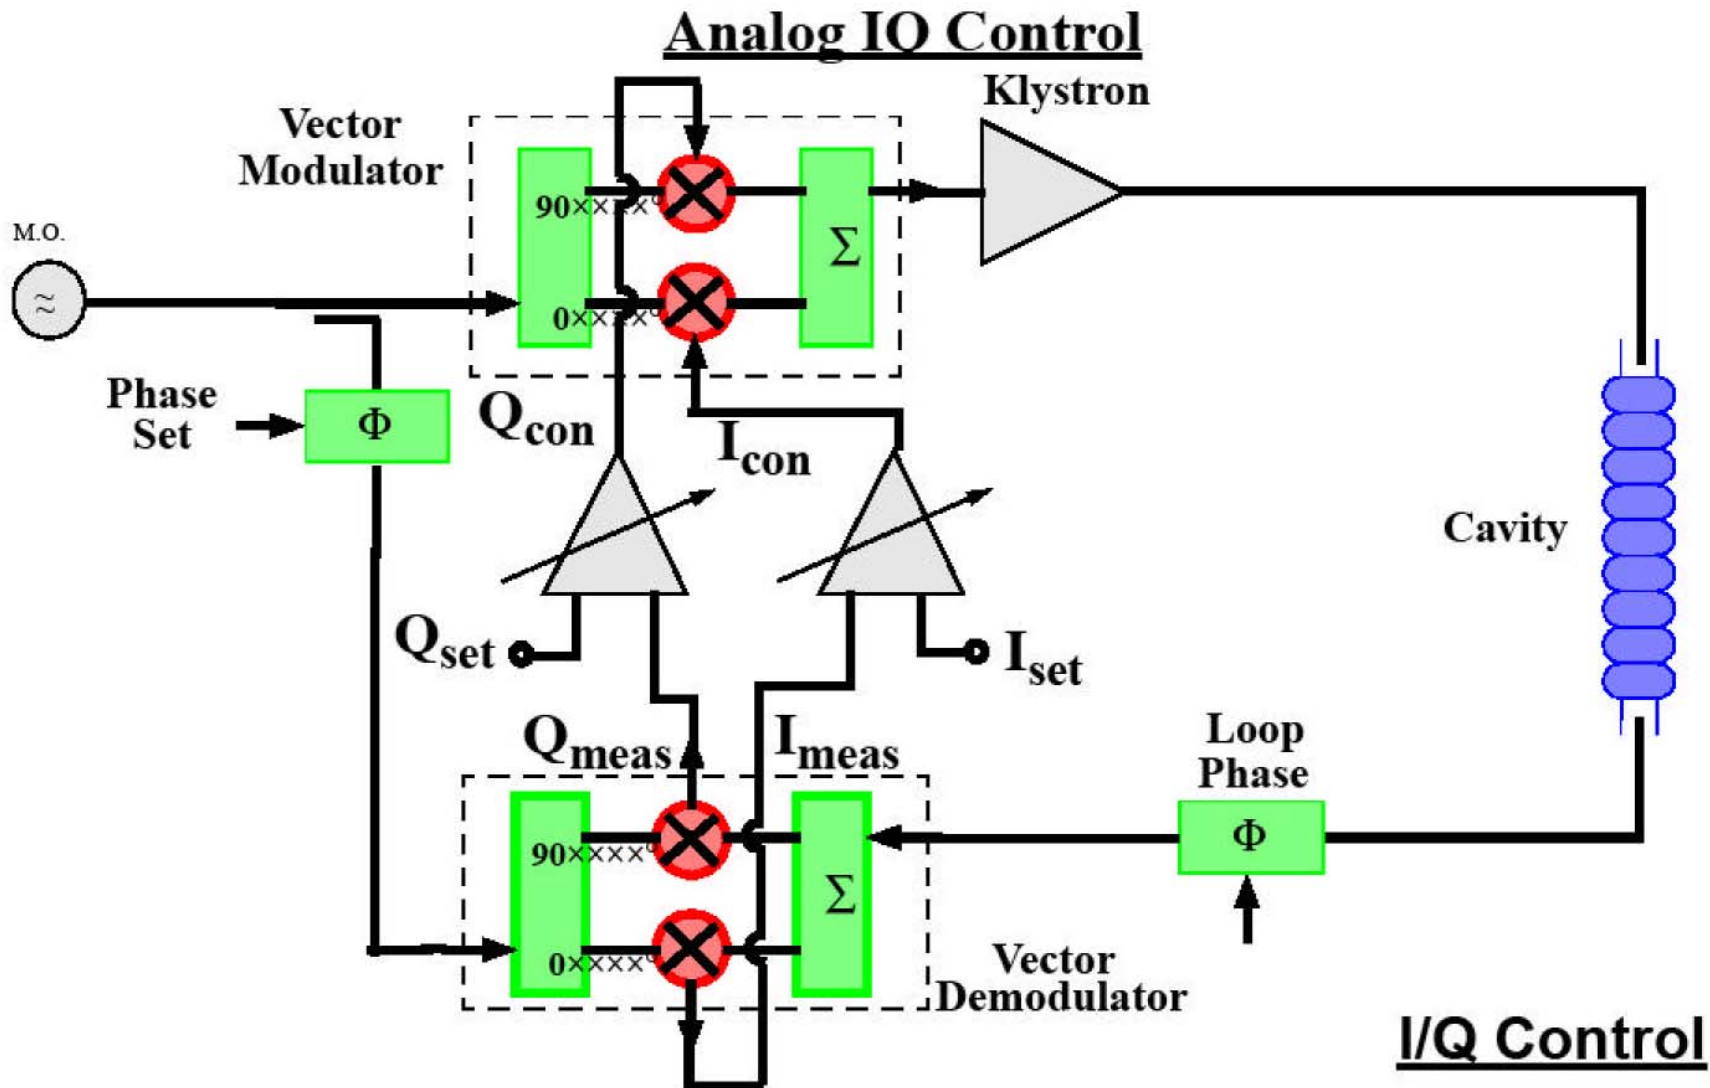 Analog IQ Control
Klystron
Vector
Modulator
90××××°
Σ
M.O.
≈
0××××°
Phase
Set
Φ
Qcon
Icon
Cavity
Qset
Iset
Qmeas
Imeas
Loop
Phase
Φ
90××××°
Σ
0××××°
Vector
Demodulator
I/Q Control